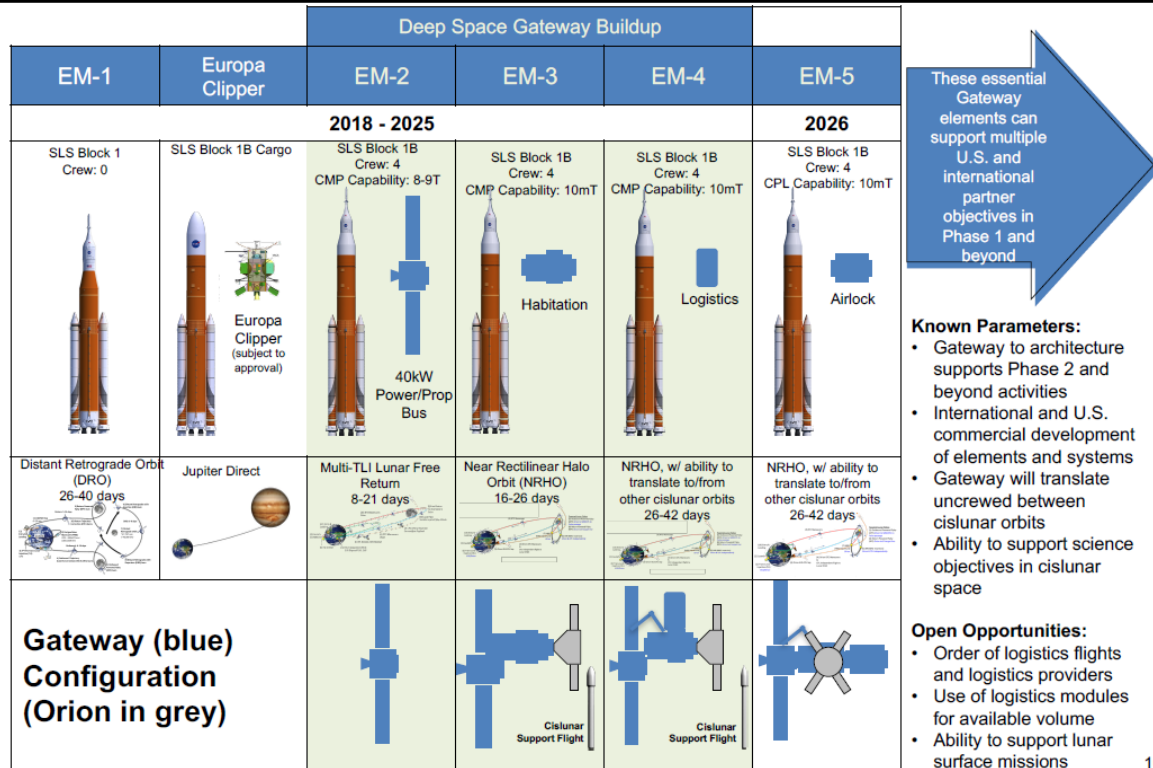 Deep Space Gateway Buildup
EM-1
Europa
Clipper
EM-2
EM-3
EM-4
EM-5
2018 - 2025
2026
SLS Block 1
Crew: 0
SLS Block 1B Cargo
SLS Block 1B
Crew: 4
CMP Capability: 8-9T
SLS Block 1B
Crew: 4
CMP Capability: 10mT
SLS Block 1B
Crew: 4
CMP Capability: 10mT
SLS Block 1B
Crew: 4
CPL Capability: 10mT
Europa
Clipper
(subject to
approval)
40kW
Power/Prop
Bus
Habitation
Logistics
Airlock
Distant Retrograde Orbit
(DRO)
26-40 days
Jupiter Direct
Multi-TLI Lunar Free
Return
8-21 days
Near Rectilinear Halo
Orbit (NRHO)
16-26 days
NRHO, w/ ability to
translate to/from
other cislunar orbits
26-42 days
NRHO, w/ ability to
translate to/from
other cislunar orbits
26-42 days
Gateway (blue)
Configuration
(Orion in grey)
Cislunar
Support Flight
Cislunar
Support Flight
These essential
Gateway
elements can
support multiple
U.S. and
international
partner
objectives in
Phase 1 and
beyond
Known Parameters:
• Gateway to architecture
supports Phase 2 and
beyond activities
• International and U.S.
commercial development
of elements and systems
• Gateway will translate
uncrewed between
cislunar orbits
• Ability to support science
objectives in cislunar
space
Open Opportunities:
• Order of logistics flights
and logistics providers
• Use of logistics modules
for available volume
• Ability to support lunar
surface missions
1